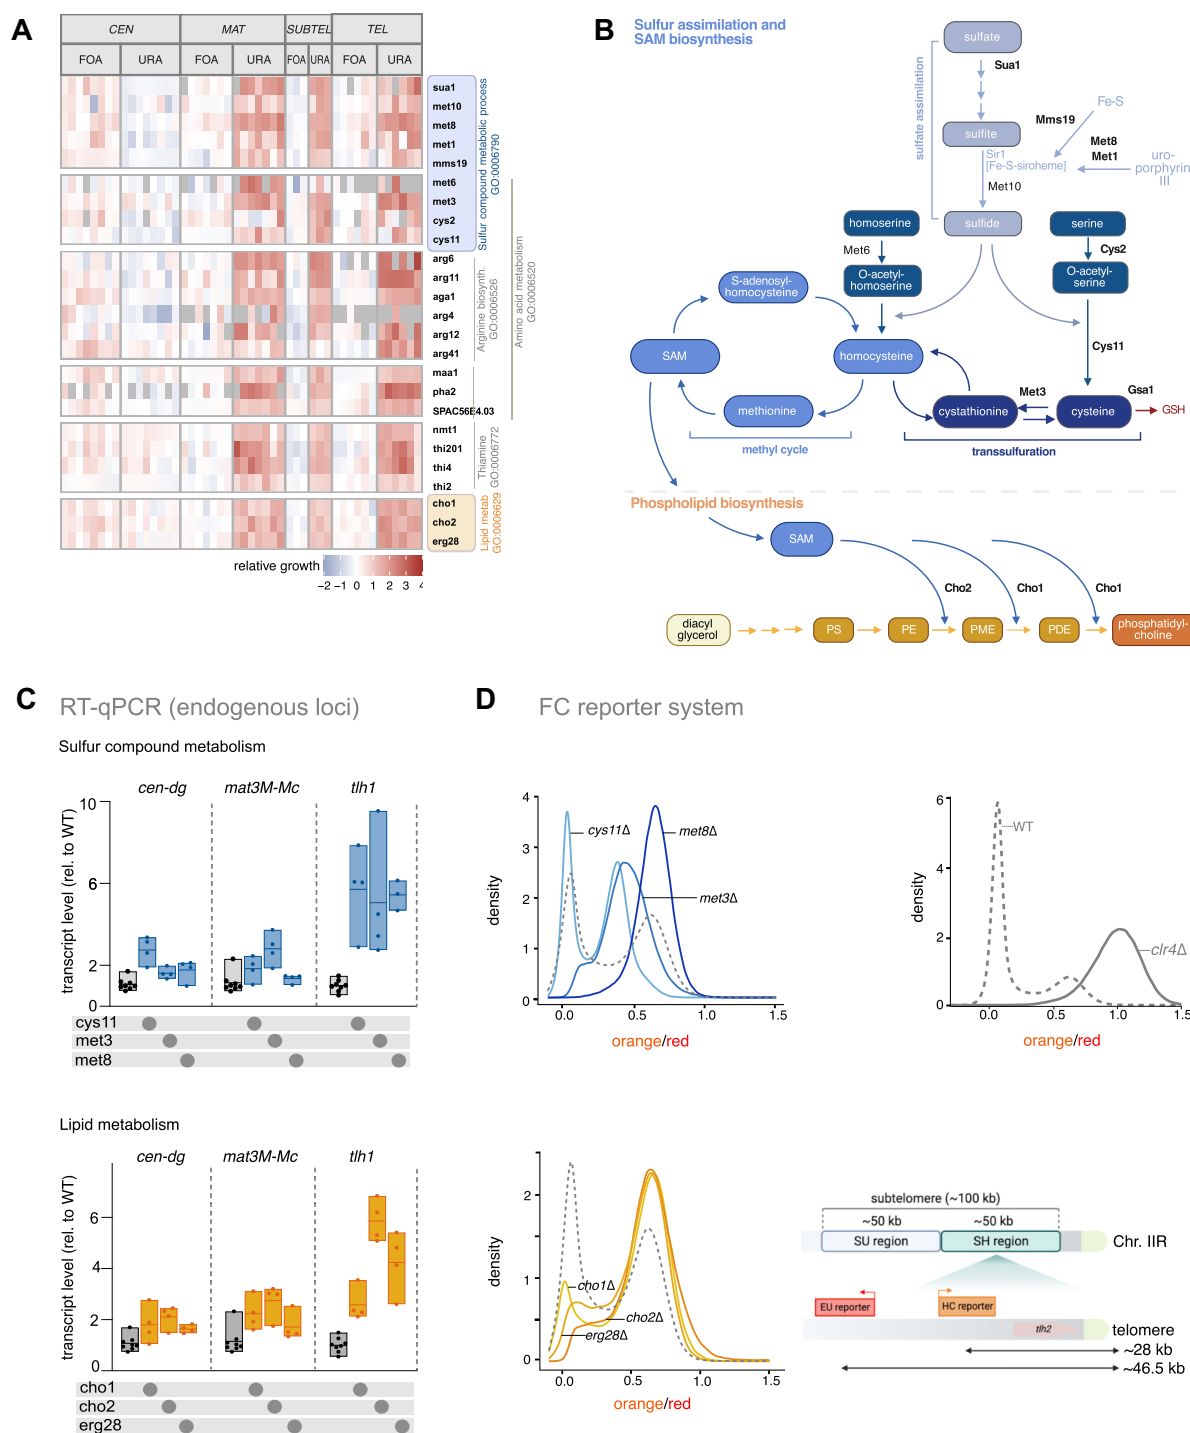 A
CEN MAT SUBTEL TEL
FOA URA FOA URA FOA URA FOA URA
sua1
met10
met8
met1
mms19
met6
met3
cys2
cys11
arg6
arg11
aga1
arg4
arg12
arg41
maa1
pha2
SPAC56E4.03
nmt1
thi201
thi4
thi2
cho1
cho2
erg28
Sulfur compound metabolic process
GO:0006790
Amino acid metabolism
GO:0006520
Arginine biosynth.
GO:0006526
Thiamine
GO:0006772
Lipid metab
GO:0006629
relative growth
−2 −1 0 1 2 3 4
B
Sulfur assimilation and
SAM biosynthesis
sulfate assimilation
sulfate
Sua1
sulfite
Mms19
Fe-S
Met8
Met1
uro-
porphyrin
III
Sir1
[Fe-S-siroheme]
Met10
sulfide
homoserine
serine
Met6
Cys2
O-acetyl-
homoserine
O-acetyl-
serine
S-adenosyl-
homocysteine
SAM
homocysteine
Cys11
methionine
cystathionine
Met3
cysteine
Gsa1
GSH
methyl cycle
transsulfuration
Phospholipid biosynthesis
SAM
Cho2
Cho1
Cho1
diacyl
glycerol
PS
PE
PME
PDE
phosphatidyl-
choline
C
RT-qPCR (endogenous loci)
Sulfur compound metabolism
cen-dg mat3M-Mc tlh1
transcript level (rel. to WT)
10
6
2
0
cys11
met3
met8
Lipid metabolism
cen-dg mat3M-Mc tlh1
transcript level (rel. to WT)
6
4
2
0
cho1
cho2
erg28
D
FC reporter system
density
4
3
2
1
0
cys11Δ
met8Δ
met3Δ
0.0 0.5 1.0 1.5
orange/red
density
6
4
2
0
WT
clr4Δ
0.0 0.5 1.0 1.5
orange/red
density
2
1
0
cho1Δ
cho2Δ
erg28Δ
0.0 0.5 1.0 1.5
orange/red
subtelomere (~100 kb)
~50 kb ~50 kb
SU region SH region Chr. IIR
EU reporter HC reporter
tlh2 telomere
~28 kb
~46.5 kb